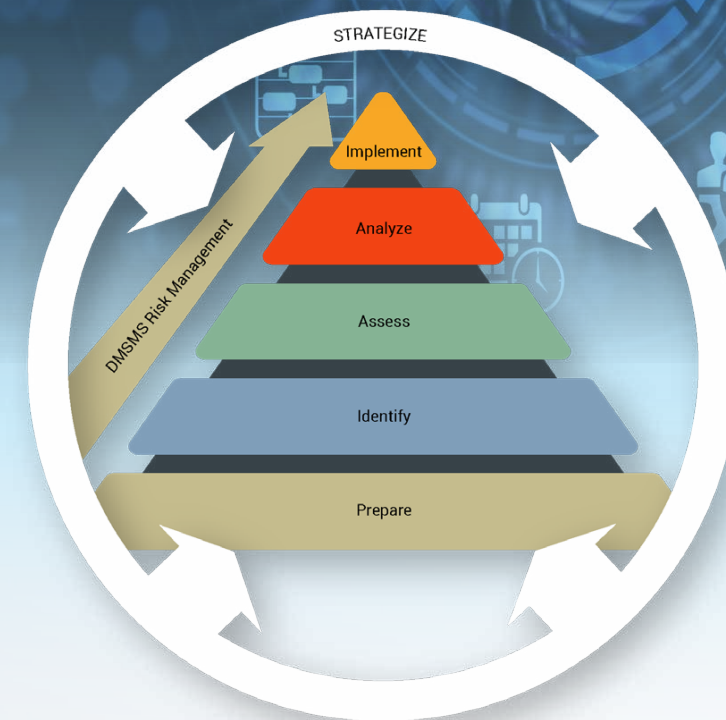 STRATEGIZE
DMSMS Risk Management
Implement
Analyze
Assess
Identify
Prepare